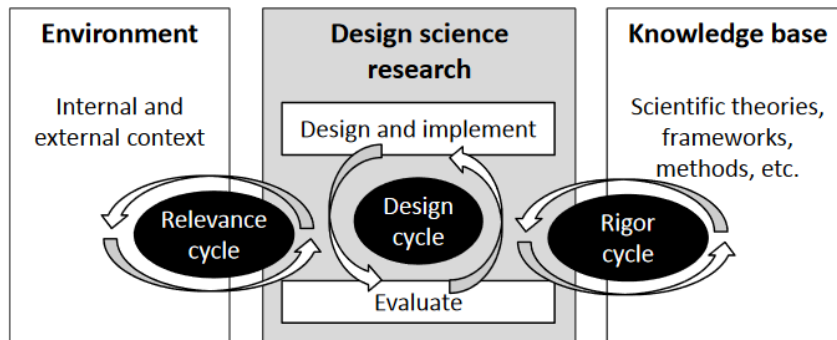 Environment
Internal and
external context
Relevance
cycle
Design science
research
Design and implement
Design
cycle
Evaluate
Knowledge base
Scientific theories,
frameworks,
methods, etc.
Rigor
cycle